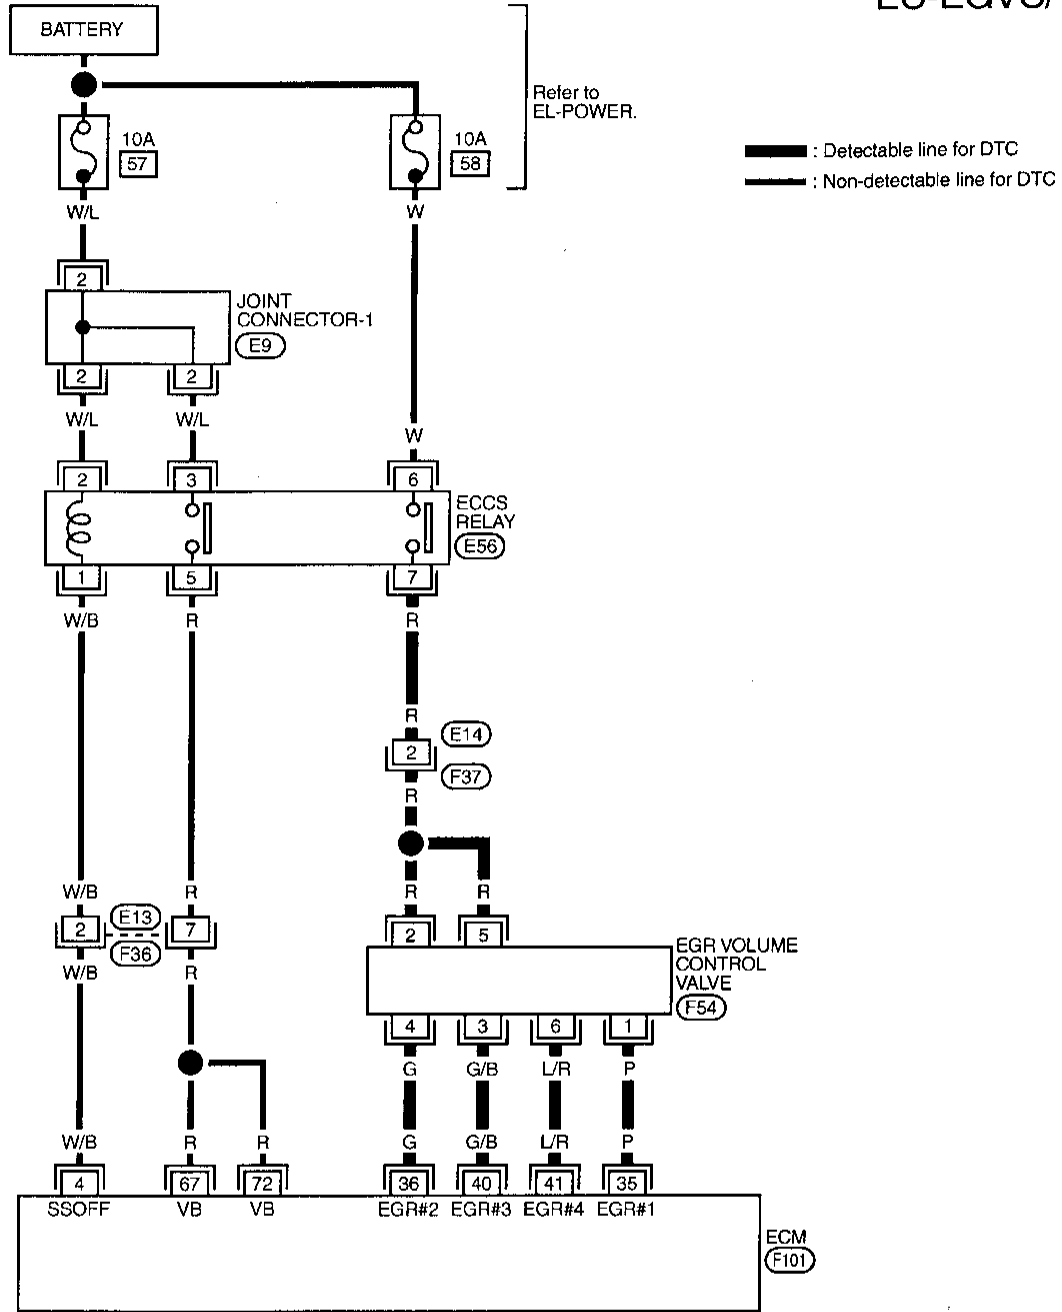 BATTERY
Refer to
EL-POWER.
10A
57
10A
58
: Detectable line for DTC
: Non-detectable line for DTC
W/L
W
2
JOINT
CONNECTOR-1
E9
2
2
W/L
W/L
W
2
3
6
ECCS
RELAY
E56
1
5
7
W/B
R
R
R
E14
2
F37
R
W/B
R
R
R
2
E13
7
F36
2
5
EGR VOLUME
CONTROL
VALVE
F54
W/B
R
4
3
6
1
G
G/B
L/R
P
W/B
R
R
G
G/B
L/R
P
4
67
72
36
40
41
35
SSOFF
VB
VB
EGR#2
EGR#3
EGR#4
EGR#1
ECM
F101